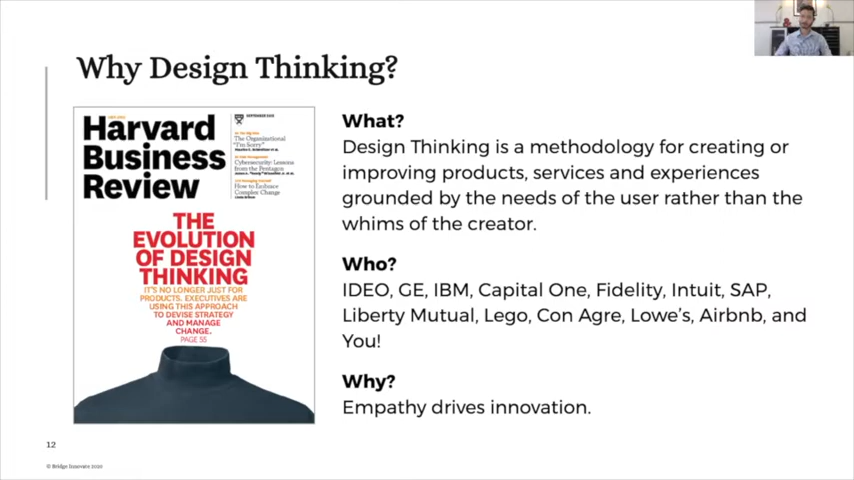 Why Design Thinking?
Harvard
Business
Review
SEPTEMBER 2015
The Organizational
"I'm Sorry"
Cybersecurity: Lessons
from the Pentagon
How to Embrace
Complex Change
THE
EVOLUTION
OF DESIGN
THINKING
IT'S NO LONGER JUST FOR
PRODUCTS. EXECUTIVES ARE
USING THIS APPROACH
TO DEVISE STRATEGY
AND MANAGE
CHANGE.
PAGE 55
What?
Design Thinking is a methodology for creating or
improving products, services and experiences
grounded by the needs of the user rather than the
whims of the creator.
Who?
IDEO, GE, IBM, Capital One, Fidelity, Intuit, SAP,
Liberty Mutual, Lego, Con Agre, Lowe's, Airbnb, and
You!
Why?
Empathy drives innovation.
12
© Bridge Innovate 2020